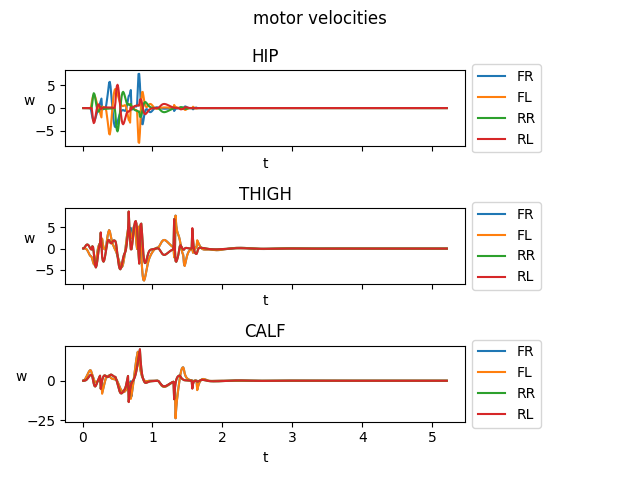 motor velocities
HIP
5
0
−5
w
t
FR
FL
RR
RL
THIGH
5
0
−5
w
t
FR
FL
RR
RL
CALF
0
−25
w
0 1 2 3 4 5
t
FR
FL
RR
RL